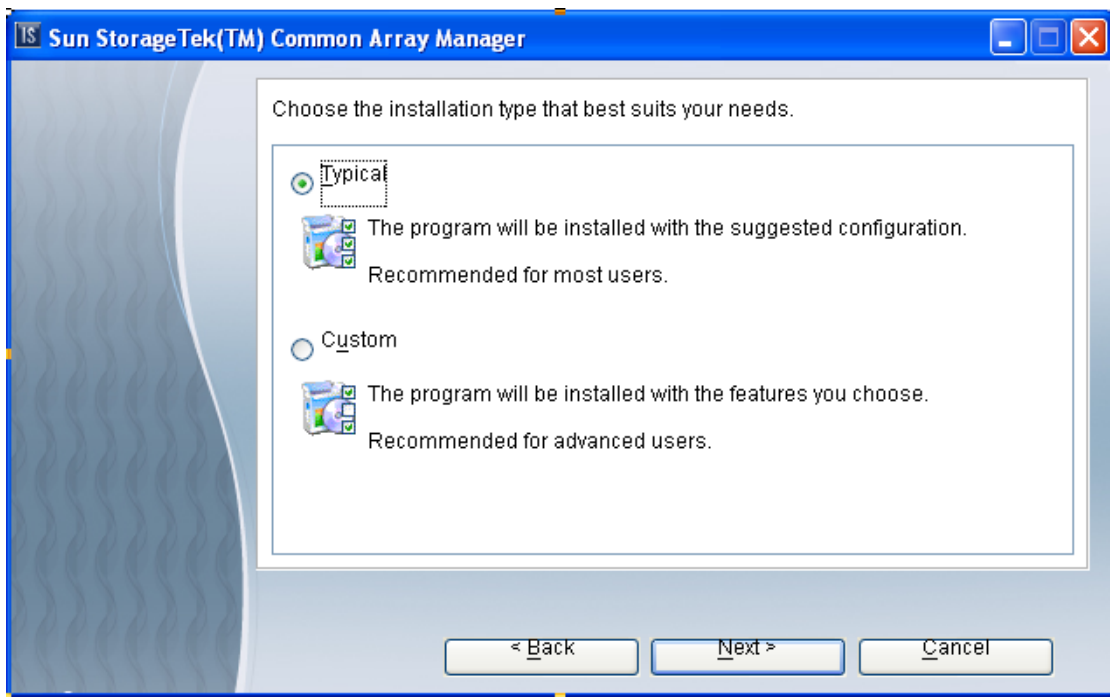 IS Sun StorageTek(TM) Common Array Manager
Choose the installation type that best suits your needs.
Typical
The program will be installed with the suggested configuration.
Recommended for most users.
Custom
The program will be installed with the features you choose.
Recommended for advanced users.
< Back Next > Cancel